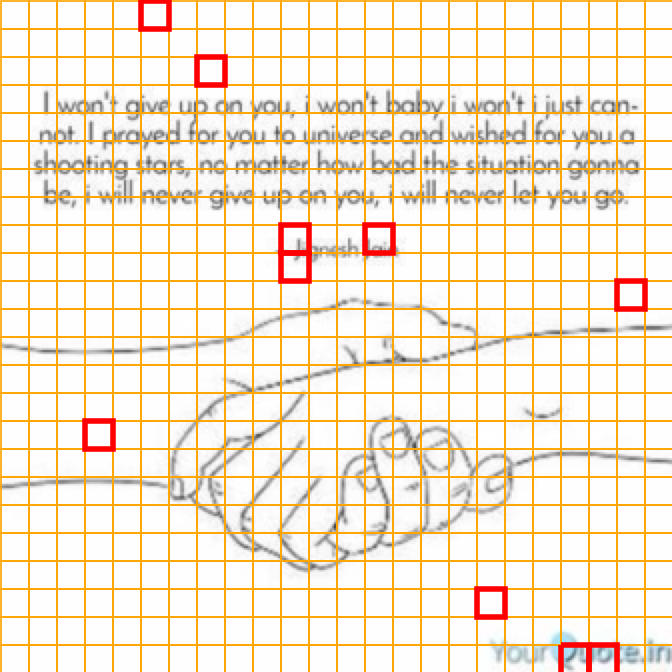 I won't give up on you, i won't baby i won't i just can-
not. I prayed for you to universe and wished for you a
shooting stars, no matter how bad the situation gonna
be, i will never give up on you, i will never let you go.
- Jignesh Jain
YourQuote.in